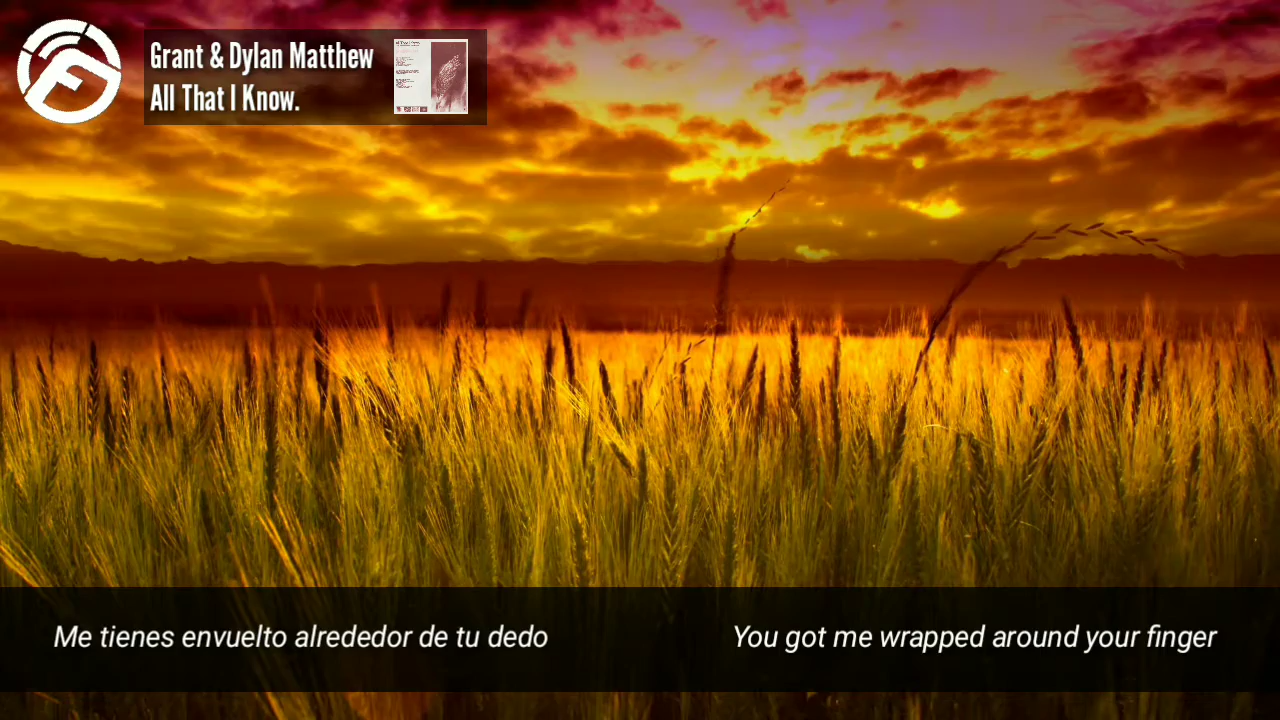 Grant & Dylan Matthew
All That I Know.
Me tienes envuelto alrededor de tu dedo
You got me wrapped around your finger